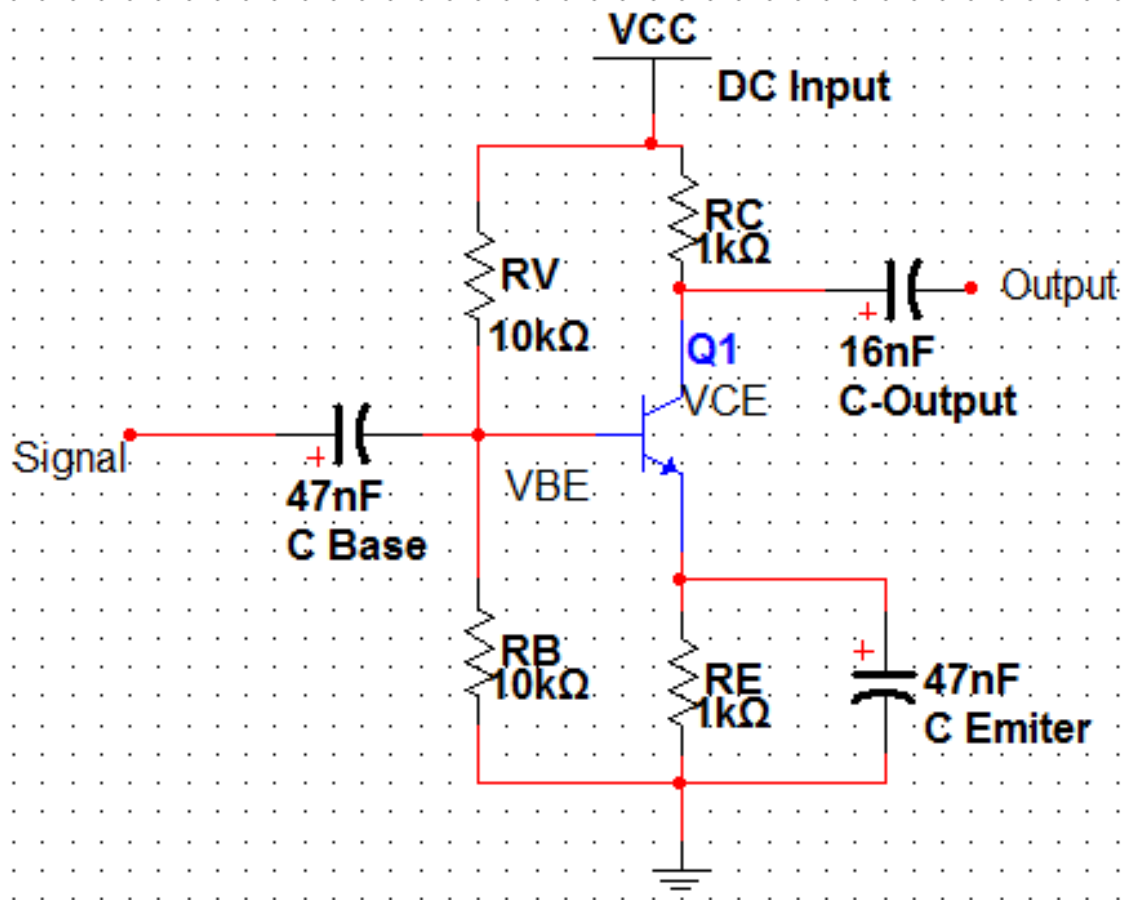 VCC
DC Input
RC
1kΩ
RV
10kΩ
Output
16nF
C-Output
Q1
VCE
Signal
47nF
C Base
VBE
RB
10kΩ
RE
1kΩ
47nF
C Emiter